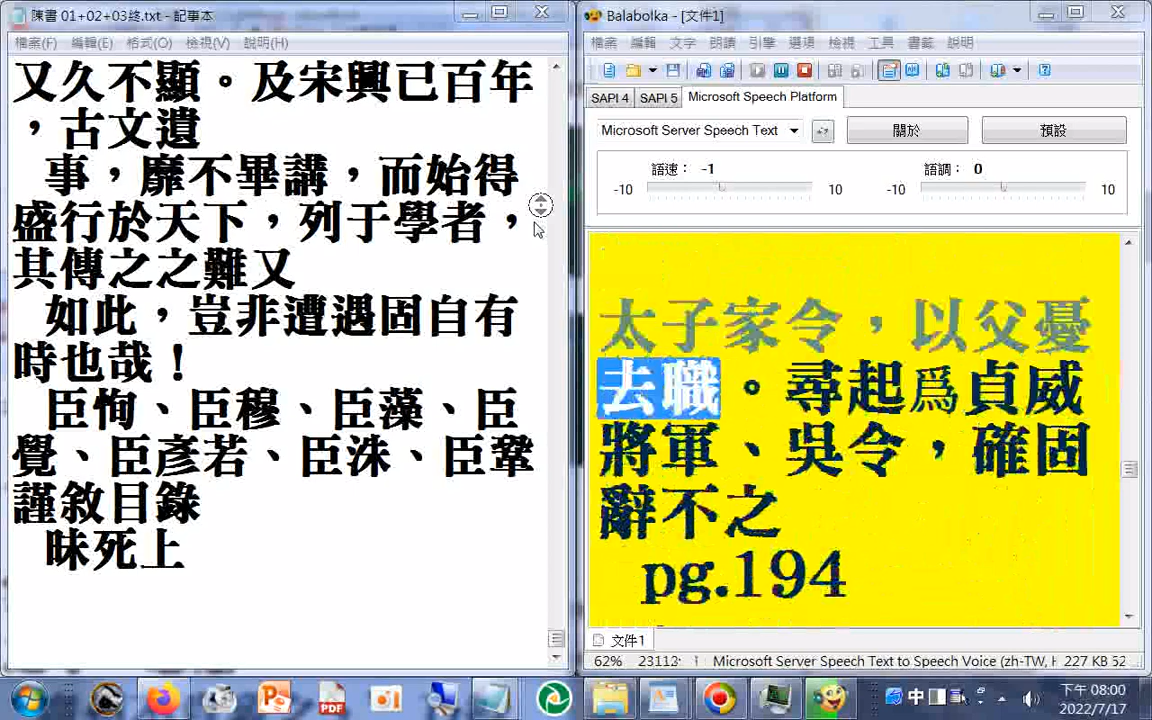 陳書 01+02+03終.txt - 記事本
檔案(F) 編輯(E) 格式(O) 檢視(V) 說明(H)
又久不顯。及宋興已百年
，古文遺
事，靡不畢講，而始得
盛行於天下，列于學者，
其傳之之難又
如此，豈非遭遇固自有
時也哉！
臣恂、臣穆、臣藻、臣
覺、臣彥若、臣洙、臣鞏
謹敘目錄
昧死上
Balabolka - [文件1]
檔案 編輯 文字 朗讀 引擎 選項 檢視 工具 書籤 說明
SAPI 4 SAPI 5 Microsoft Speech Platform
Microsoft Server Speech Text 關於 預設
語速： -1 語調： 0
-10 10 -10 10
太子家令，以父憂
去職。尋起爲貞威
將軍、吳令，確固
辭不之
pg.194
文件1
62% 23112 Microsoft Server Speech Text to Speech Voice (zh-TW, H 227 KB 52
中 下午 08:00
2022/7/17